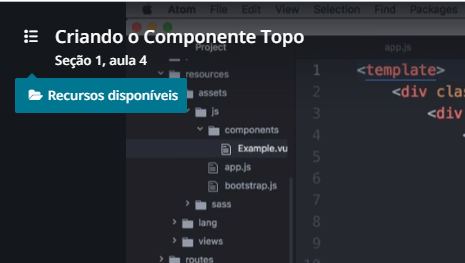 Atom File Edit View Selection Find Packages
Criando o Componente Topo
Seção 1, aula 4
Recursos disponíveis
Project
app.js
resources
assets
js
components
Example.vu
app.js
bootstrap.js
sass
lang
views
routes
1 <template>
2 <div clas
3 <div
4 <
5
6
7
8
9
10